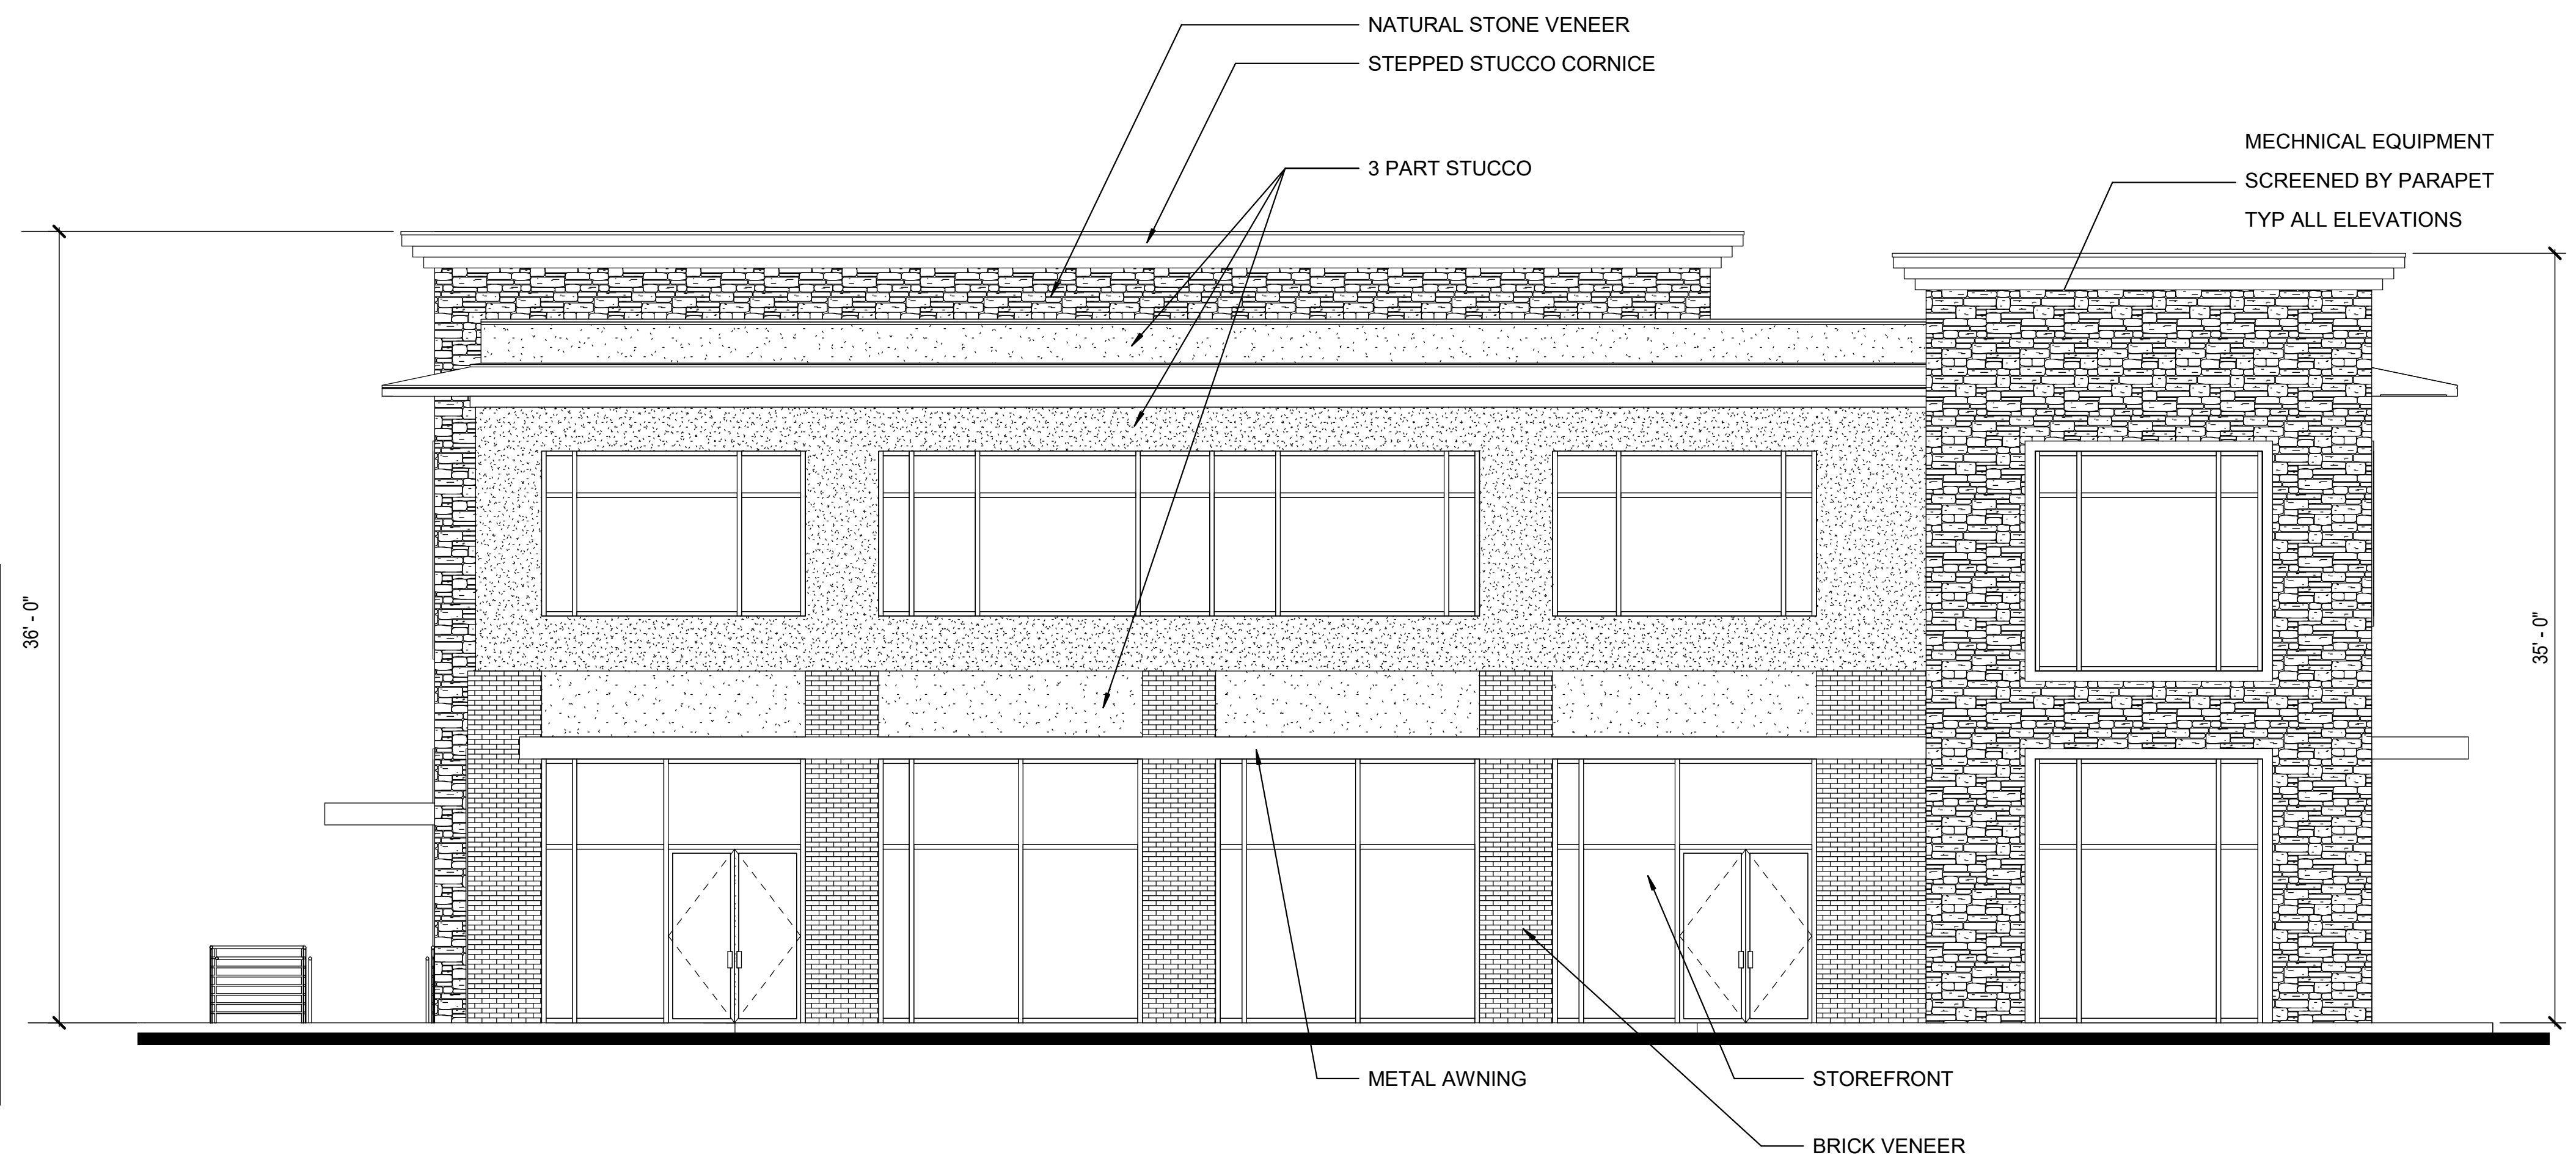 NATURAL STONE VENEER
STEPPED STUCCO CORNICE
MECHNICAL EQUIPMENT
SCREENED BY PARAPET
TYP ALL ELEVATIONS
3 PART STUCCO
36' - 0"
35' - 0"
METAL AWNING
STOREFRONT
BRICK VENEER